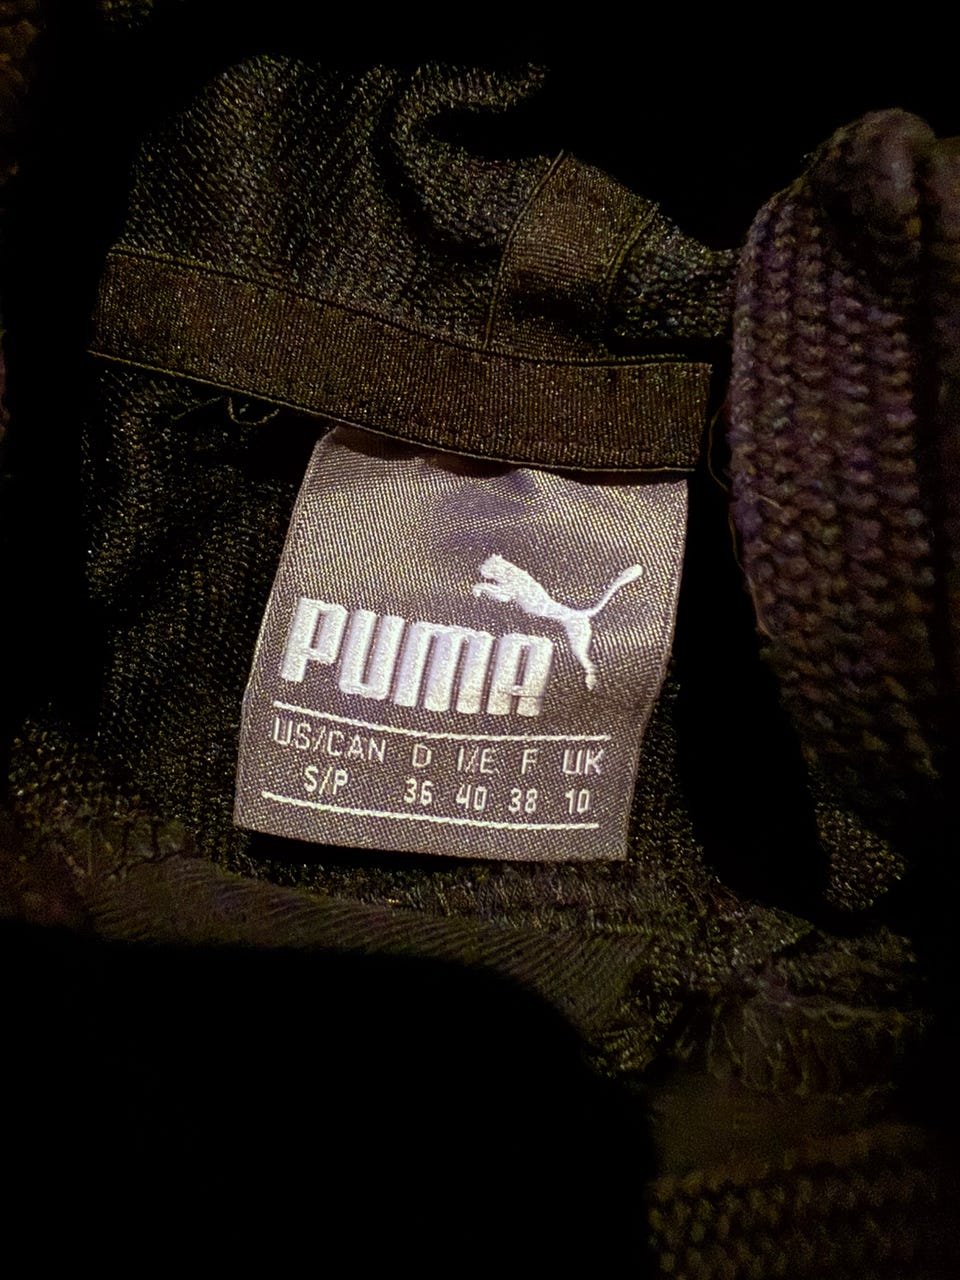 PUMA
US/CAN D I/E F UK
S/P 36 40 38 10